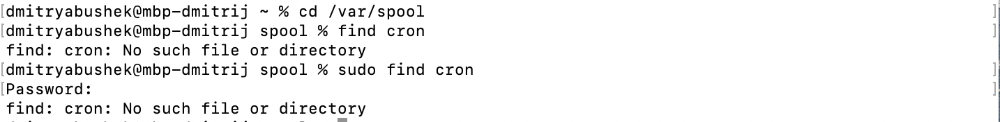 [dmitryabushek@mbp-dmitrij ~ % cd /var/spool ]
[dmitryabushek@mbp-dmitrij spool % find cron ]
find: cron: No such file or directory
[dmitryabushek@mbp-dmitrij spool % sudo find cron ]
[Password: ]
find: cron: No such file or directory